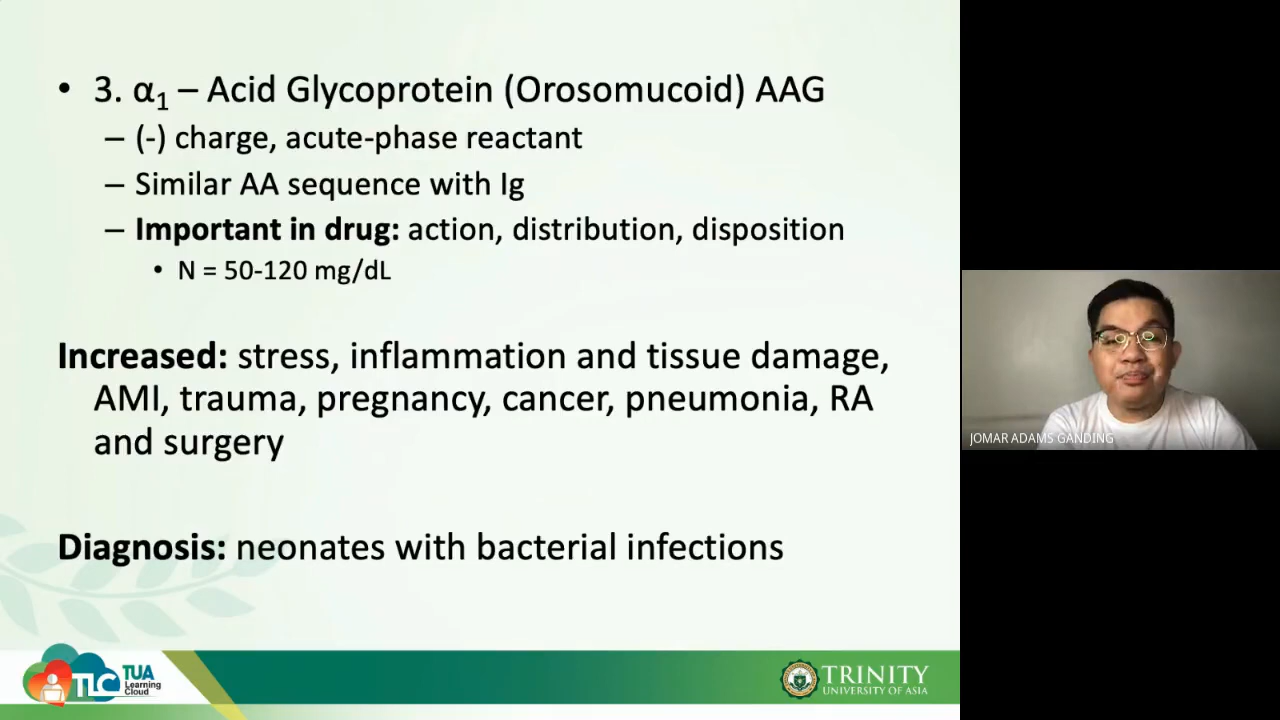 • 3. α₁ – Acid Glycoprotein (Orosomucoid) AAG
– (-) charge, acute-phase reactant
– Similar AA sequence with Ig
– Important in drug: action, distribution, disposition
• N = 50-120 mg/dL
Increased: stress, inflammation and tissue damage,
AMI, trauma, pregnancy, cancer, pneumonia, RA
and surgery
Diagnosis: neonates with bacterial infections
JOMAR ADAMS GANDING
TLC
TUA
Learning
Cloud
TRINITY
UNIVERSITY OF ASIA